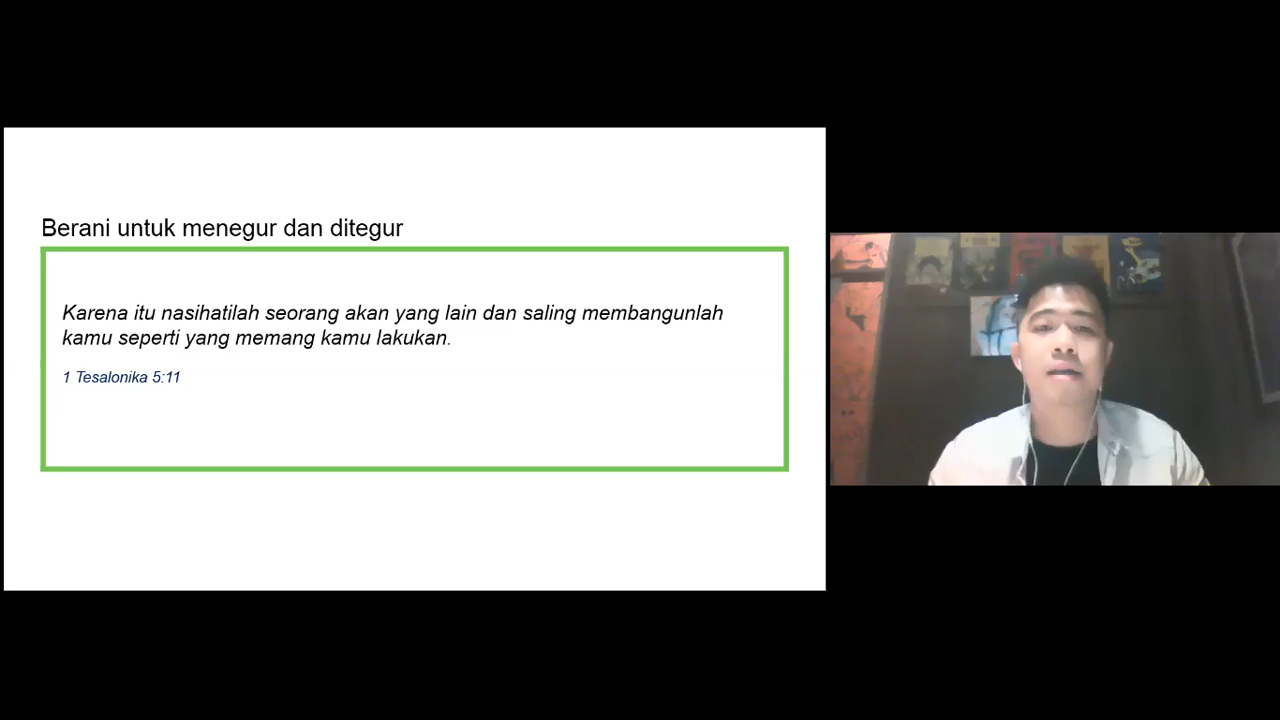 Berani untuk menegur dan ditegur
Karena itu nasihatilah seorang akan yang lain dan saling membangunlah
kamu seperti yang memang kamu lakukan.
1 Tesalonika 5:11